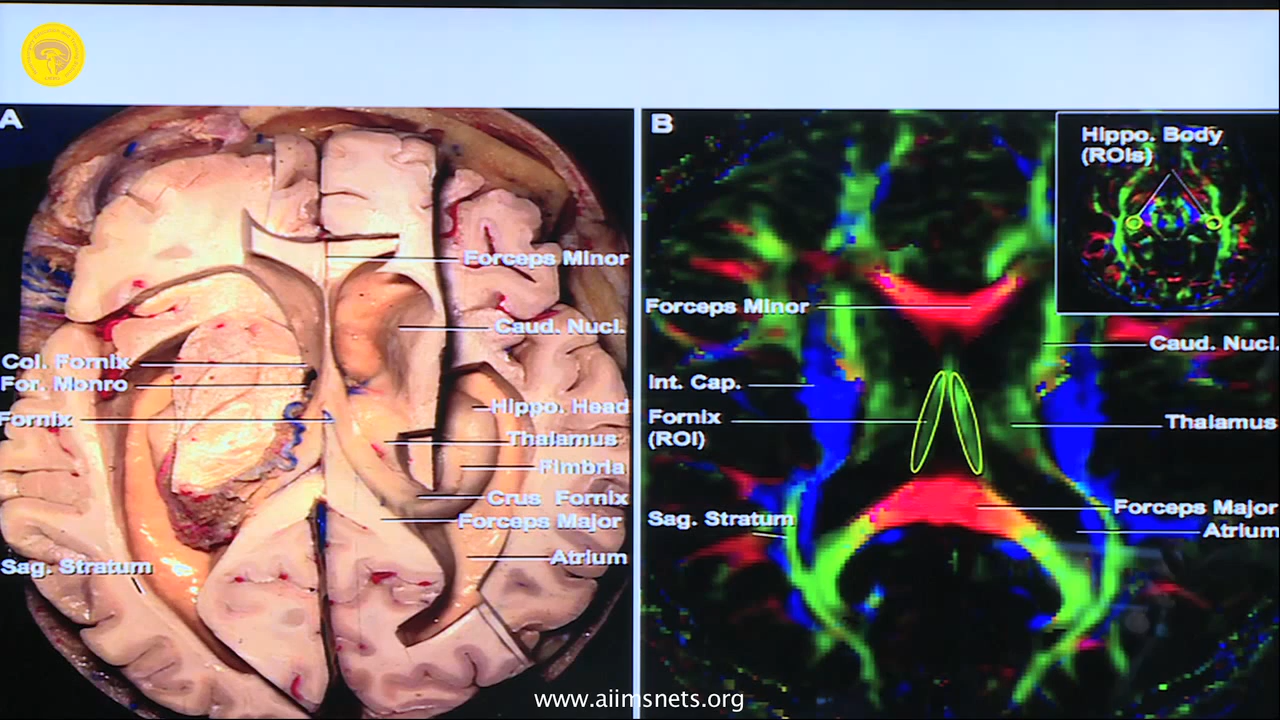 A
Forceps Minor
Caud. Nucl.
Col. Fornix
For. Monro
Fornix
Hippo. Head
Thalamus
Fimbria
Crus Fornix
Forceps Major
Atrium
Sag. Stratum
B
Hippo. Body
(ROIs)
Forceps Minor
Caud. Nucl.
Int. Cap.
Fornix
(ROI)
Thalamus
Forceps Major
Sag. Stratum
Atrium
www.aiimsnets.org